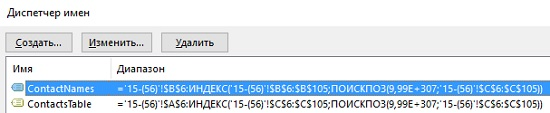 Диспетчер имен
Создать... Изменить... Удалить
Имя Диапазон
ContactNames ='15-(56)'!$B$6:ИНДЕКС('15-(56)'!$B$6:$B$105;ПОИСКПОЗ(9,99E+307;'15-(56)'!$C$6:$C$105))
ContactsTable ='15-(56)'!$A$6:ИНДЕКС('15-(56)'!$C$6:$C$105;ПОИСКПОЗ(9,99E+307;'15-(56)'!$C$6:$C$105))